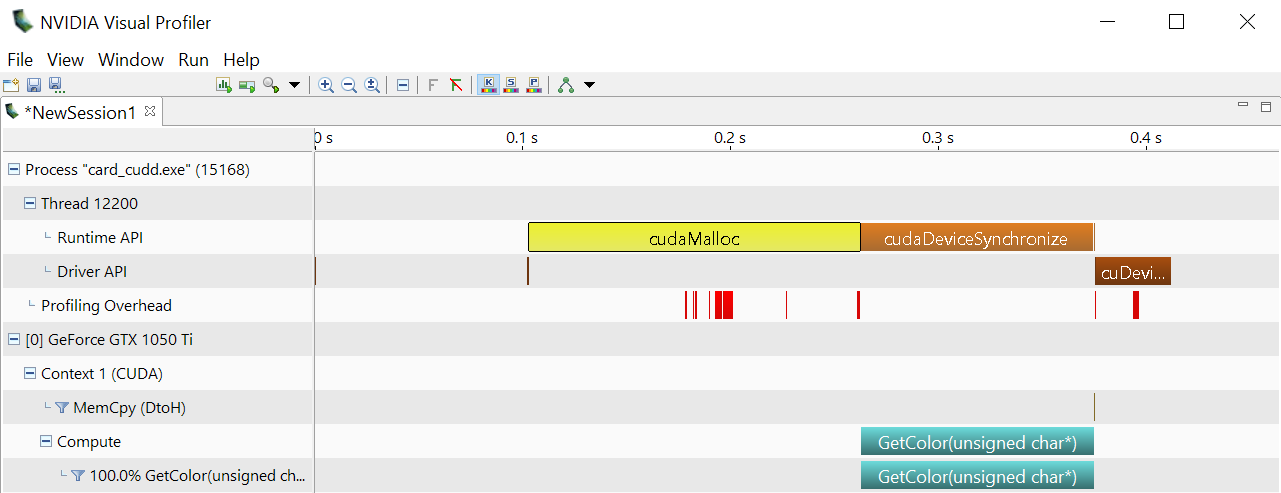 NVIDIA Visual Profiler
File View Window Run Help
K S P
*NewSession1
0 s 0.1 s 0.2 s 0.3 s 0.4 s
Process "card_cudd.exe" (15168)
Thread 12200
Runtime API cudaMalloc cudaDeviceSynchronize
Driver API cuDevi...
Profiling Overhead
[0] GeForce GTX 1050 Ti
Context 1 (CUDA)
MemCpy (DtoH)
Compute GetColor(unsigned char*)
100.0% GetColor(unsigned ch... GetColor(unsigned char*)